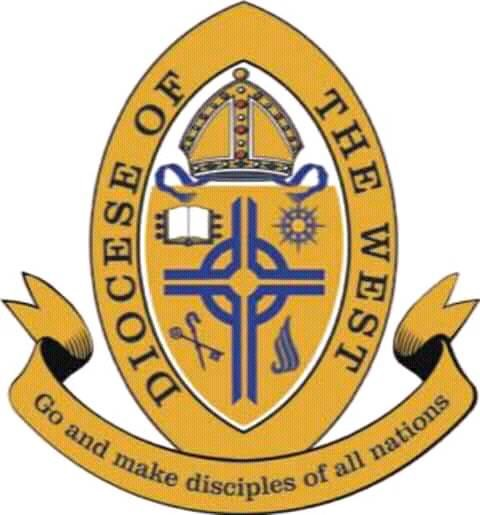 DIOCESE OF THE WEST
Go and make disciples of all nations